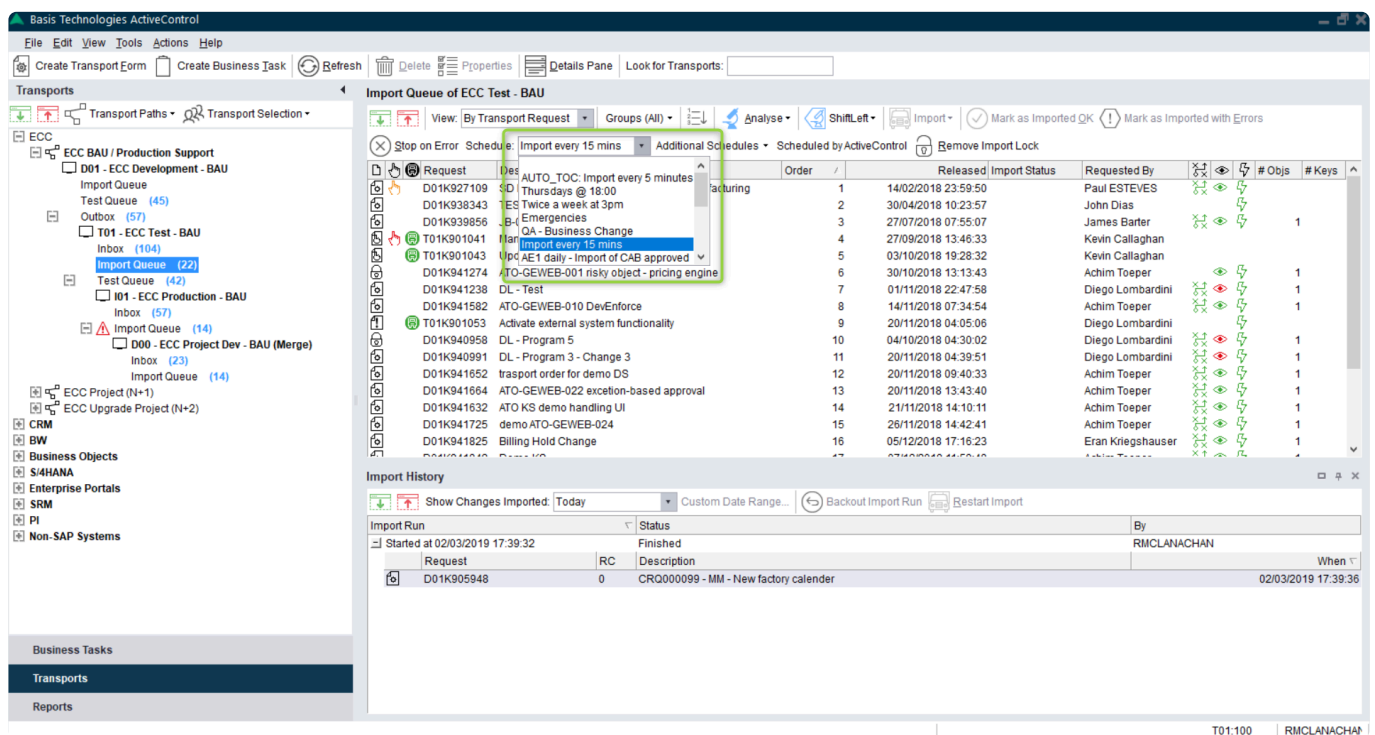 Basis Technologies ActiveControl
File Edit View Tools Actions Help
Create Transport Form Create Business Task Refresh Delete Properties Details Pane Look for Transports:
Transports
Transport Paths Transport Selection
ECC
ECC BAU / Production Support
D01 - ECC Development - BAU
Import Queue
Test Queue (45)
Outbox (57)
T01 - ECC Test - BAU
Inbox (104)
Import Queue (22)
Test Queue (42)
I01 - ECC Production - BAU
Inbox (57)
Import Queue (14)
D00 - ECC Project Dev - BAU (Merge)
Inbox (23)
Import Queue (14)
ECC Project (N+1)
ECC Upgrade Project (N+2)
CRM
BW
Business Objects
S/4HANA
Enterprise Portals
SRM
PI
Non-SAP Systems
Business Tasks
Transports
Reports
Import Queue of ECC Test - BAU
View: By Transport Request Groups (All) Analyse ShiftLeft Import Mark as Imported OK Mark as Imported with Errors
Stop on Error Schedule: Import every 15 mins Additional Schedules Scheduled by ActiveControl Remove Import Lock
AUTO_TOC: Import every 5 minutes
Thursdays @ 18:00
Twice a week at 3pm
Emergencies
QA - Business Change
Import every 15 mins
AE1 daily - Import of CAB approved
Request Des Order Released Import Status Requested By # Objs # Keys
D01K927109 SD facturing 1 14/02/2018 23:59:50 Paul ESTEVES
D01K938343 TES 2 30/04/2018 10:23:57 John Dias
D01K939856 JB-0 3 27/07/2018 07:55:07 James Barter 1
T01K901041 Man 4 27/09/2018 13:46:33 Kevin Callaghan
T01K901043 Upd 5 03/10/2018 19:28:32 Kevin Callaghan
D01K941274 ATO-GEWEB-001 risky object - pricing engine 6 30/10/2018 13:13:43 Achim Toeper 1
D01K941238 DL - Test 7 01/11/2018 22:47:58 Diego Lombardini 1
D01K941582 ATO-GEWEB-010 DevEnforce 8 14/11/2018 07:34:54 Achim Toeper 1
T01K901053 Activate external system functionality 9 20/11/2018 04:05:06 Diego Lombardini
D01K940958 DL - Program 5 10 04/10/2018 04:30:02 Diego Lombardini 1
D01K940991 DL - Program 3 - Change 3 11 20/11/2018 04:39:51 Diego Lombardini 1
D01K941652 trasport order for demo DS 12 20/11/2018 09:40:33 Achim Toeper 1
D01K941664 ATO-GEWEB-022 excetion-based approval 13 20/11/2018 13:43:40 Achim Toeper 1
D01K941632 ATO KS demo handling UI 14 21/11/2018 14:10:11 Achim Toeper 1
D01K941725 demo ATO-GEWEB-024 15 26/11/2018 14:42:41 Achim Toeper 1
D01K941825 Billing Hold Change 16 05/12/2018 17:16:23 Eran Kriegshauser 1
Import History
Show Changes Imported: Today Custom Date Range... Backout Import Run Restart Import
Import Run Status By
Started at 02/03/2019 17:39:32 Finished RMCLANACHAN
Request RC Description When
D01K905948 0 CRQ000099 - MM - New factory calender 02/03/2019 17:39:36
T01:100 RMCLANACHAN